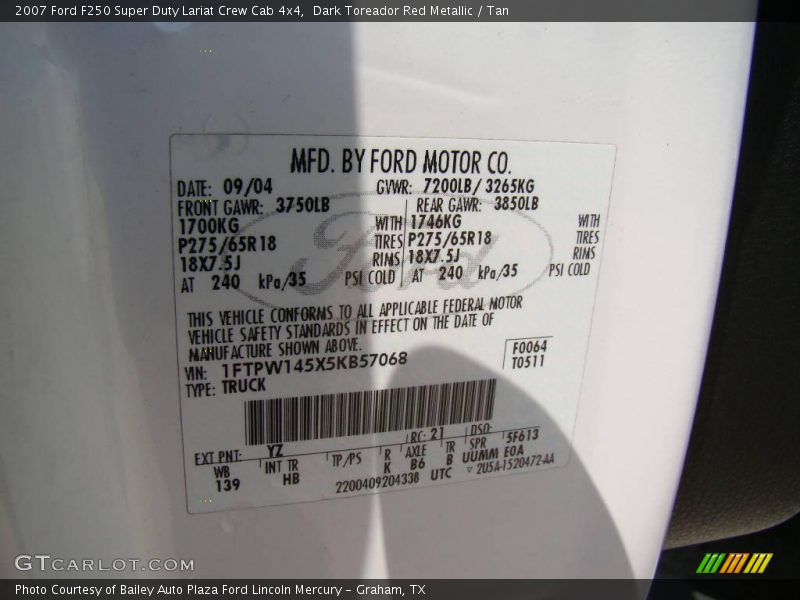 2007 Ford F250 Super Duty Lariat Crew Cab 4x4, Dark Toreador Red Metallic / Tan
MFD. BY FORD MOTOR CO.
DATE: 09/04 GVWR: 7200LB/ 3265KG
FRONT GAWR: 3750LB REAR GAWR: 3850LB
1700KG WITH 1746KG WITH
P275/65R18 TIRES P275/65R18 TIRES
18X7.5J RIMS 18X7.5J RIMS
AT 240 kPa/35 PSI COLD AT 240 kPa/35 PSI COLD
Ford
THIS VEHICLE CONFORMS TO ALL APPLICABLE FEDERAL MOTOR
VEHICLE SAFETY STANDARDS IN EFFECT ON THE DATE OF
MANUFACTURE SHOWN ABOVE.
VIN: 1FTPW145X5KB57068
TYPE: TRUCK
F0064
T0511
EXT PNT: YZ RC: 21 DSO:
WB INT TR TP/PS R AXLE TR SPR 5F613
139 HB K B6 B UUMM EOA
2200409204338 UTC 2U5A-1520472-AA
GTCARLOT.COM
Photo Courtesy of Bailey Auto Plaza Ford Lincoln Mercury - Graham, TX